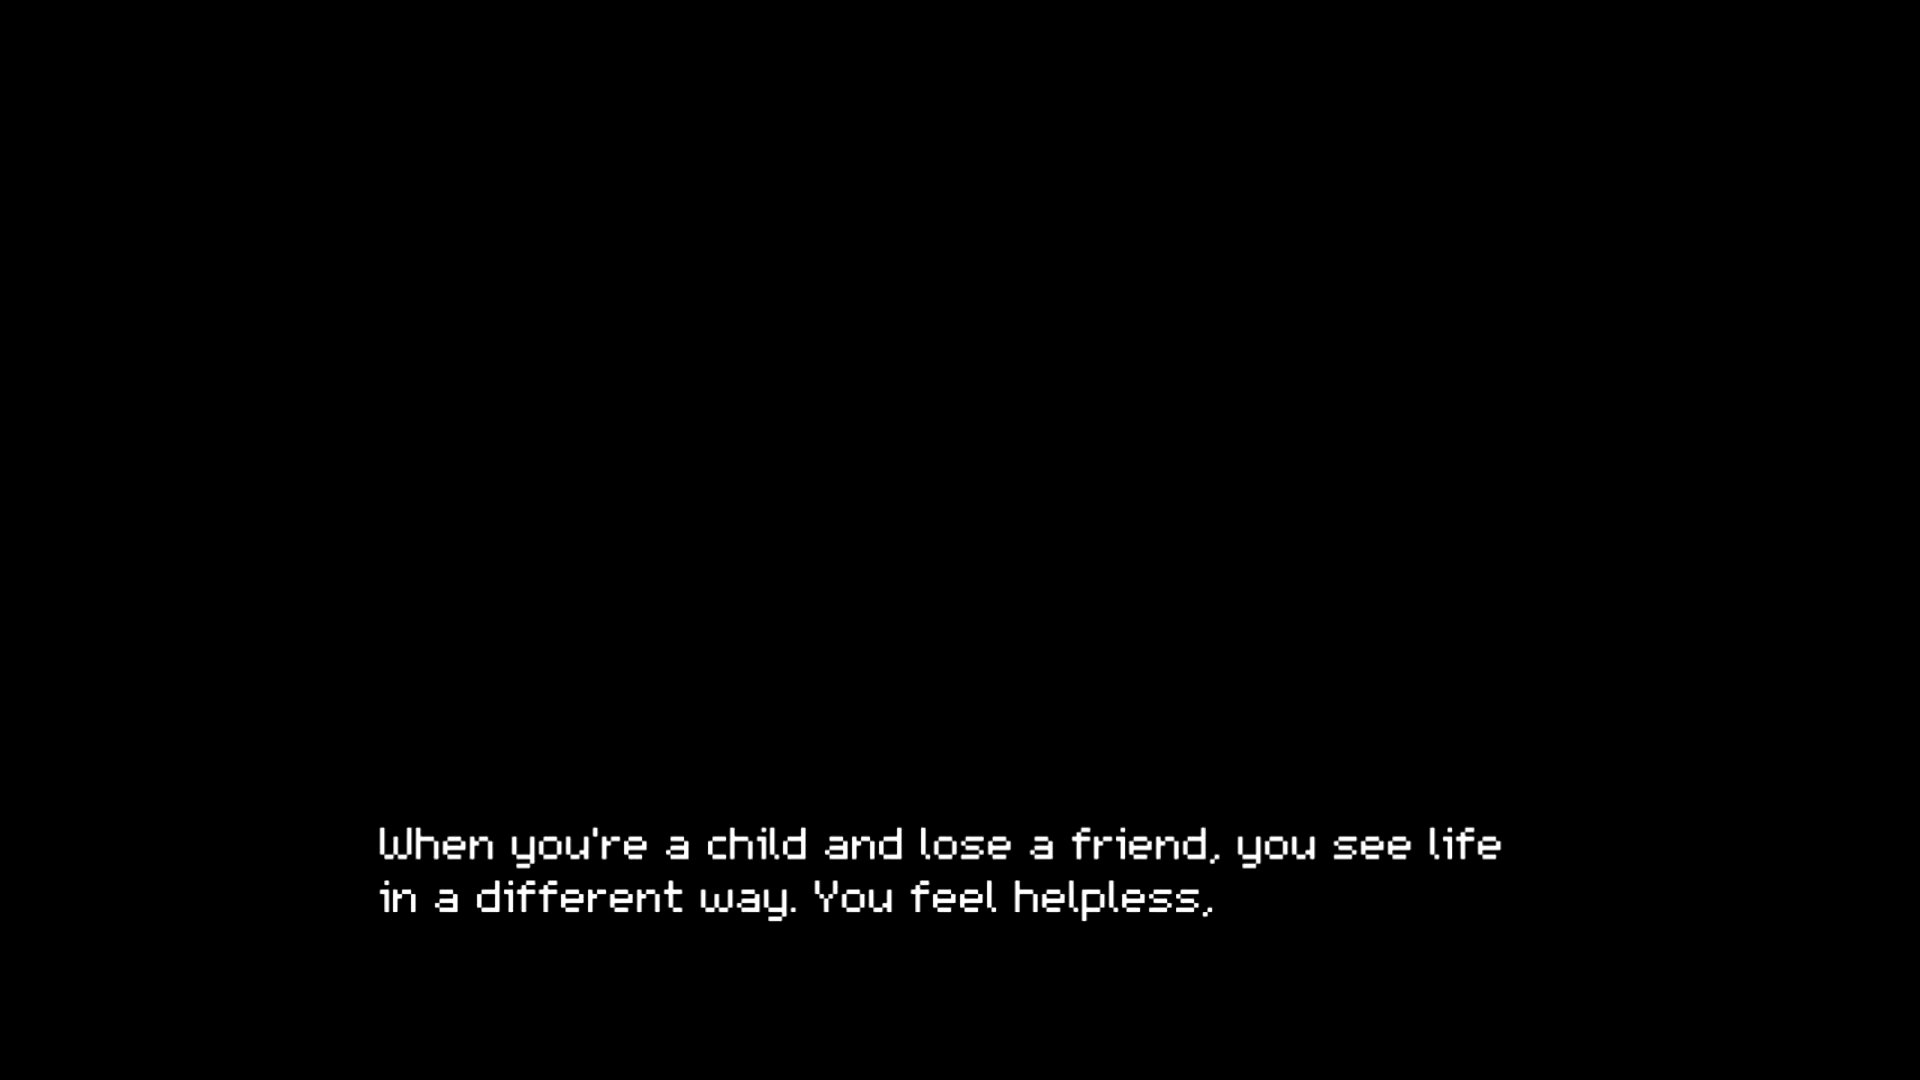 When you're a child and lose a friend, you see life
in a different way. You feel helpless,